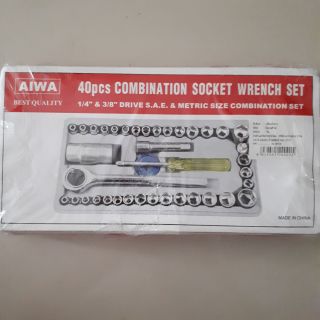 AIWA
BEST QUALITY
40pcs COMBINATION SOCKET WRENCH SET
1/4" & 3/8" DRIVE S.A.E. & METRIC SIZE COMBINATION SET
MADE IN CHINA